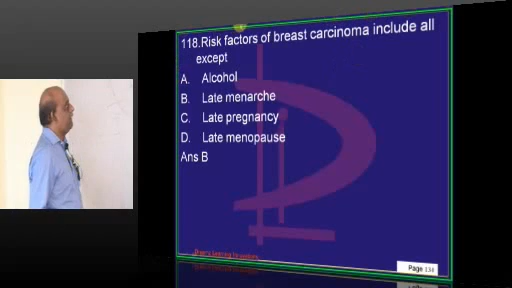 118.Risk factors of breast carcinoma include all
except
A. Alcohol
B. Late menarche
C. Late pregnancy
D. Late menopause
Ans B
Page 134